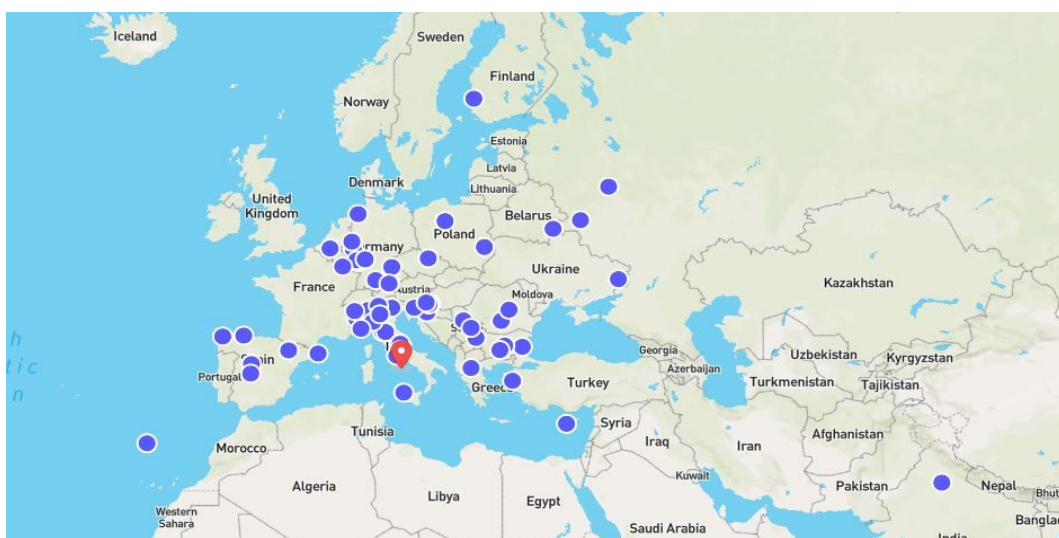 Iceland
Sweden
Finland
Norway
Estonia
Latvia
Denmark
Lithuania
United
Kingdom
Belarus
Poland
Ukraine
France
Austria
Moldova
Kazakhstan
Portugal
Georgia
Azerbaijan
Uzbekistan
Kyrgyzstan
Turkmenistan
Tajikistan
Greece
Turkey
Tunisia
Syria
Iraq
Iran
Afghanistan
Morocco
Algeria
Libya
Egypt
Kuwait
Pakistan
Nepal
Western
Sahara
Saudi Arabia